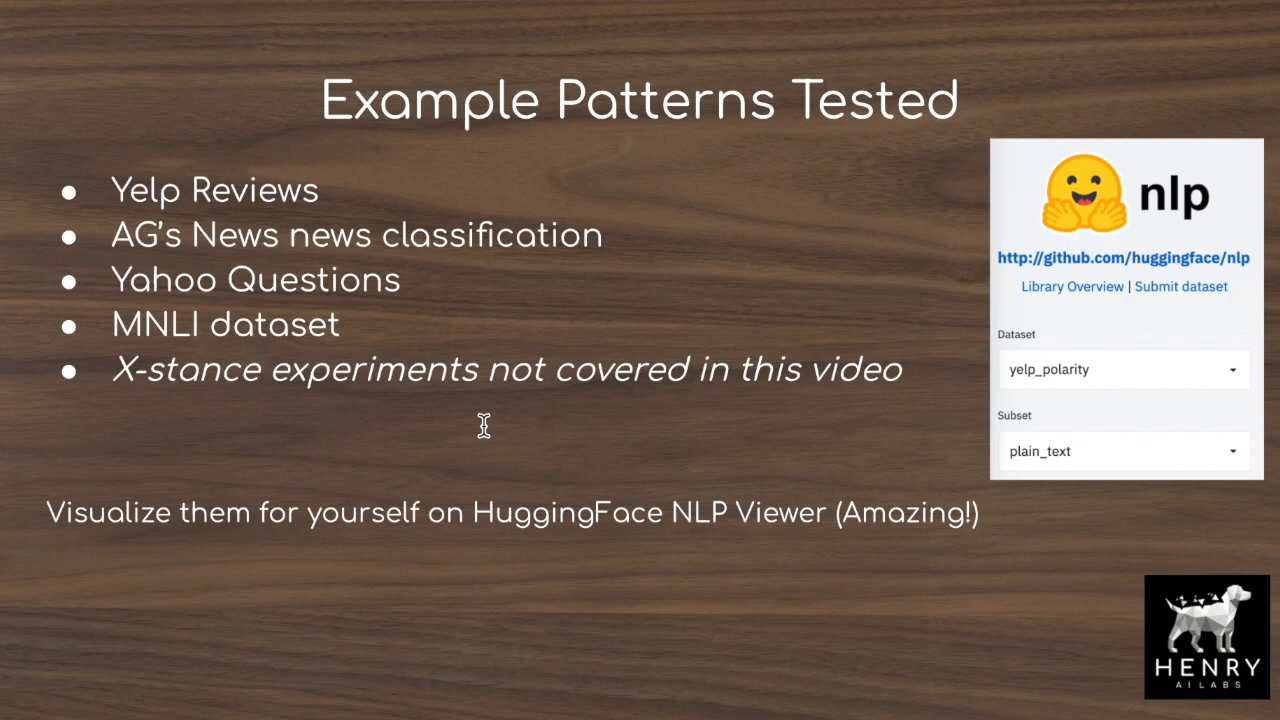 Example Patterns Tested
● Yelp Reviews
● AG's News news classification
● Yahoo Questions
● MNLI dataset
● X-stance experiments not covered in this video
Visualize them for yourself on HuggingFace NLP Viewer (Amazing!)
nlp
http://github.com/huggingface/nlp
Library Overview | Submit dataset
Dataset
yelp_polarity
Subset
plain_text
HENRY
AI LABS